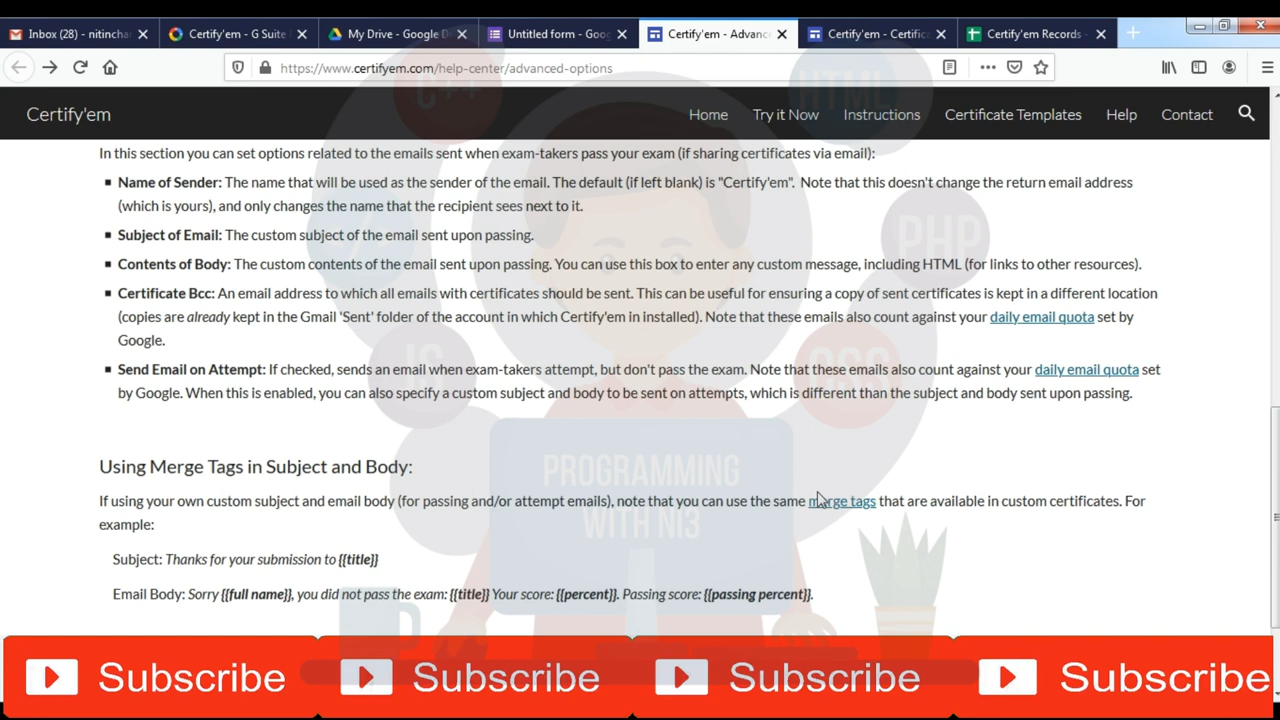 Inbox (28) - nitinchar
Certify'em - G Suite
My Drive - Google D
Untitled form - Goog
Certify'em - Advanc
Certify'em - Certifica
Certify'em Records -
https://www.certifyem.com/help-center/advanced-options
Certify'em
Home
Try it Now
Instructions
Certificate Templates
Help
Contact
In this section you can set options related to the emails sent when exam-takers pass your exam (if sharing certificates via email):
Name of Sender: The name that will be used as the sender of the email. The default (if left blank) is "Certify'em". Note that this doesn't change the return email address
(which is yours), and only changes the name that the recipient sees next to it.
Subject of Email: The custom subject of the email sent upon passing.
Contents of Body: The custom contents of the email sent upon passing. You can use this box to enter any custom message, including HTML (for links to other resources).
Certificate Bcc: An email address to which all emails with certificates should be sent. This can be useful for ensuring a copy of sent certificates is kept in a different location
(copies are already kept in the Gmail 'Sent' folder of the account in which Certify'em in installed). Note that these emails also count against your daily email quota set by
Google.
Send Email on Attempt: If checked, sends an email when exam-takers attempt, but don't pass the exam. Note that these emails also count against your daily email quota set
by Google. When this is enabled, you can also specify a custom subject and body to be sent on attempts, which is different than the subject and body sent upon passing.
Using Merge Tags in Subject and Body:
If using your own custom subject and email body (for passing and/or attempt emails), note that you can use the same merge tags that are available in custom certificates. For
example:
Subject: Thanks for your submission to {{title}}
Email Body: Sorry {{full name}}, you did not pass the exam: {{title}} Your score: {{percent}}. Passing score: {{passing percent}}.
C++
HTML
PHP
JS
CSS
PROGRAMMING
WITH NI3
Subscribe
Subscribe
Subscribe
Subscribe